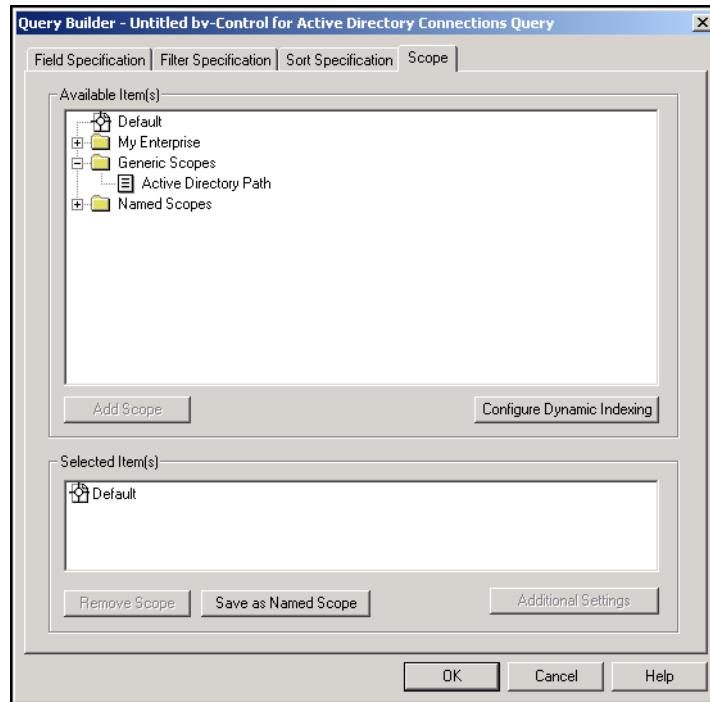 Query Builder - Untitled bv-Control for Active Directory Connections Query
Field Specification Filter Specification Sort Specification Scope
Available Item(s)
Default
My Enterprise
Generic Scopes
Active Directory Path
Named Scopes
Add Scope Configure Dynamic Indexing
Selected Item(s)
Default
Remove Scope Save as Named Scope Additional Settings
OK Cancel Help